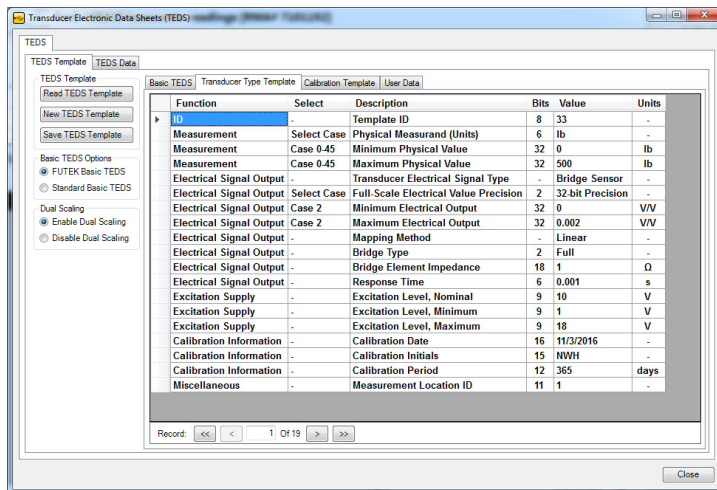 Transducer Electronic Data Sheets (TEDS)
TEDS
TEDS Template TEDS Data
TEDS Template
Read TEDS Template
New TEDS Template
Save TEDS Template
Basic TEDS Options
FUTEK Basic TEDS
Standard Basic TEDS
Dual Scaling
Enable Dual Scaling
Disable Dual Scaling
Basic TEDS Transducer Type Template Calibration Template User Data
Function Select Description Bits Value Units
ID - Template ID 8 33 -
Measurement Select Case Physical Measurand (Units) 6 lb -
Measurement Case 0-45 Minimum Physical Value 32 0 lb
Measurement Case 0-45 Maximum Physical Value 32 500 lb
Electrical Signal Output - Transducer Electrical Signal Type - Bridge Sensor -
Electrical Signal Output Select Case Full-Scale Electrical Value Precision 2 32-bit Precision -
Electrical Signal Output Case 2 Minimum Electrical Output 32 0 V/V
Electrical Signal Output Case 2 Maximum Electrical Output 32 0.002 V/V
Electrical Signal Output - Mapping Method - Linear -
Electrical Signal Output - Bridge Type 2 Full -
Electrical Signal Output - Bridge Element Impedance 18 1 Ω
Electrical Signal Output - Response Time 6 0.001 s
Excitation Supply - Excitation Level, Nominal 9 10 V
Excitation Supply - Excitation Level, Minimum 9 1 V
Excitation Supply - Excitation Level, Maximum 9 18 V
Calibration Information - Calibration Date 16 11/3/2016 -
Calibration Information - Calibration Initials 15 NWH -
Calibration Information - Calibration Period 12 365 days
Miscellaneous - Measurement Location ID 11 1 -
Record: << < 1 Of 19 > >>
Close